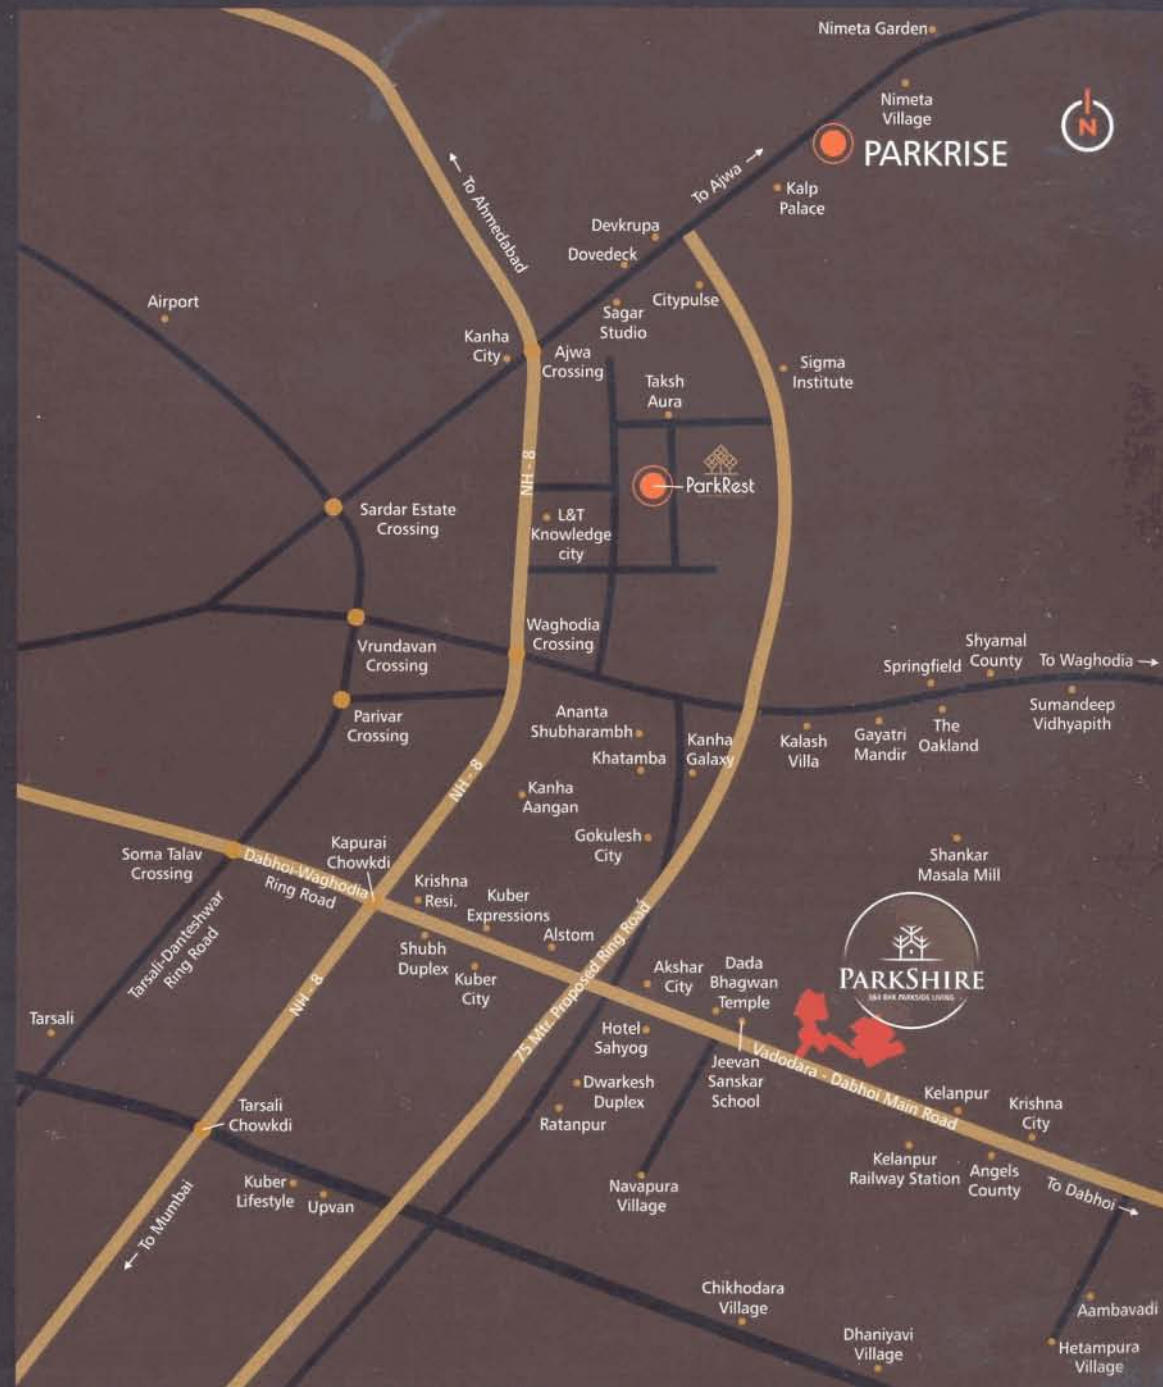 Nimeta Garden
Nimeta
Village
N
PARKRISE
To Ajwa
Kalp
Palace
To Ahmedabad
Devkrupa
Dovedeck
Airport
Sagar
Studio
Citypulse
Kanha
City
Ajwa
Crossing
Sigma
Institute
Taksh
Aura
NH - 8
ParkRest
Sardar Estate
Crossing
L&T
Knowledge
city
Waghodia
Crossing
Vrundavan
Crossing
Shyamal
County
To Waghodia
Springfield
Sumandeep
Vidhyapith
Parivar
Crossing
Ananta
Shubharambh
Khatamba
Kanha
Galaxy
Kalash
Villa
Gayatri
Mandir
The
Oakland
NH - 8
Kanha
Aangan
Gokulesh
City
Kapurai
Chowkdi
Soma Talav
Crossing
Dabhoi-Waghodia
Ring Road
Shankar
Masala Mill
Krishna
Resi.
Kuber
Expressions
Alstom
Shubh
Duplex
Kuber
City
Tarsali-Danteshwar
Ring Road
NH - 8
75 Mtr. Proposed Ring Road
Akshar
City
Dada
Bhagwan
Temple
PARKSHIRE
3&4 BHK PARKSIDE LIVING
Tarsali
Hotel
Sahyog
Jeevan
Sanskar
School
Vadodara - Dabhoi Main Road
Dwarkesh
Duplex
Ratanpur
Kelanpur
Krishna
City
Tarsali
Chowkdi
Kelanpur
Railway Station
Angels
County
To Dabhoi
Kuber
Lifestyle
Upvan
Navapura
Village
To Mumbai
Chikhodara
Village
Aambavadi
Dhaniyavi
Village
Hetampura
Village